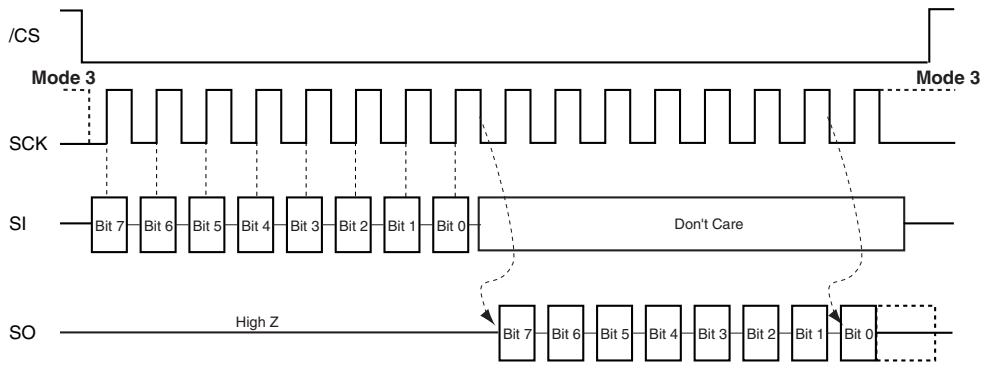 /CS
Mode 3 Mode 3
SCK
SI Bit 7 Bit 6 Bit 5 Bit 4 Bit 3 Bit 2 Bit 1 Bit 0 Don't Care
High Z
SO Bit 7 Bit 6 Bit 5 Bit 4 Bit 3 Bit 2 Bit 1 Bit 0